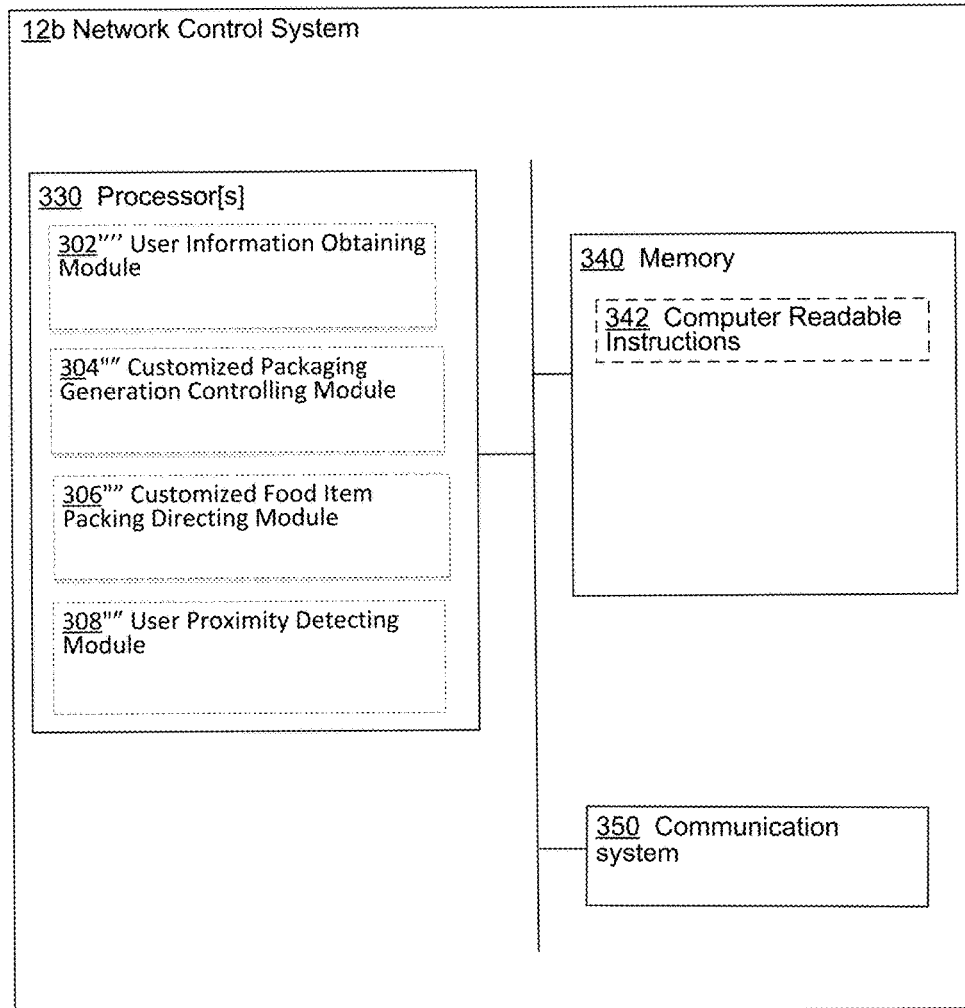 12b Network Control System
330 Processor[s]
302"" User Information Obtaining
Module
304"" Customized Packaging
Generation Controlling Module
306"" Customized Food Item
Packing Directing Module
308"" User Proximity Detecting
Module
340 Memory
342 Computer Readable
Instructions
350 Communication
system